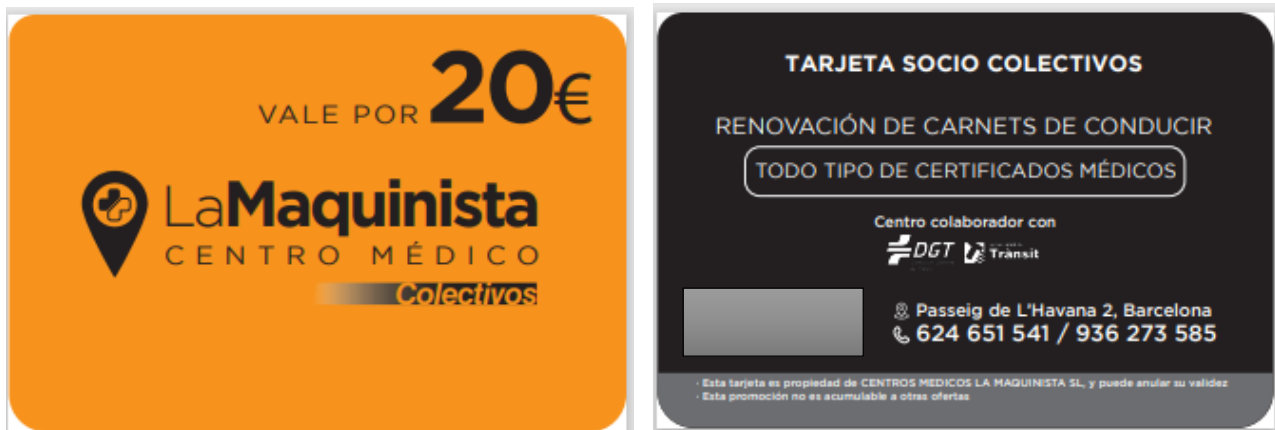 VALE POR 20€
LaMaquinista
CENTRO MÉDICO
Colectivos
TARJETA SOCIO COLECTIVOS
RENOVACIÓN DE CARNETS DE CONDUCIR
TODO TIPO DE CERTIFICADOS MÉDICOS
Centro colaborador con
DGT Trànsit
Passeig de L'Havana 2, Barcelona
624 651 541 / 936 273 585
· Esta tarjeta es propiedad de CENTROS MEDICOS LA MAQUINISTA SL, y puede anular su validez
· Esta promoción no es acumulable a otras ofertas